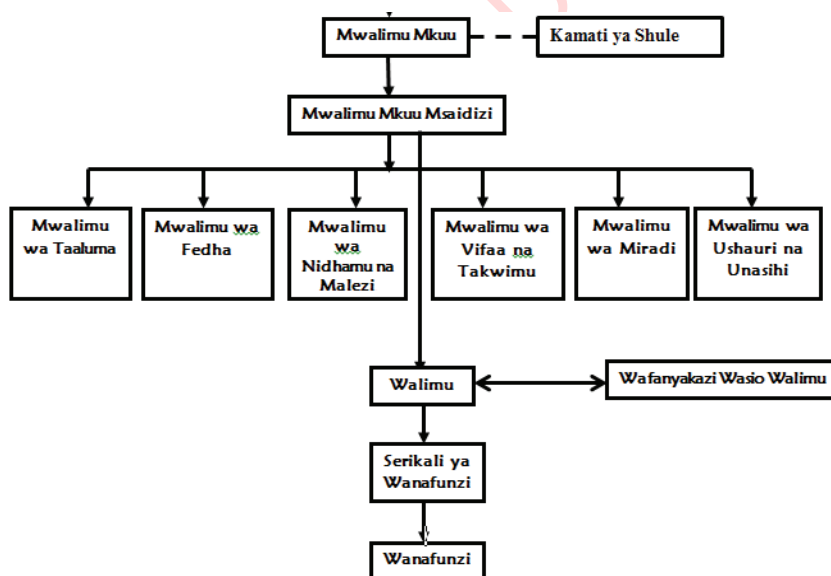 Mwalimu Mkuu
Kamati ya Shule
Mwalimu Mkuu Msaidizi
Mwalimu
wa Taaluma
Mwalimu wa
Fedha
Mwalimu
wa
Nidhamu na
Malezi
Mwalimu wa
Vifaa na
Takwimu
Mwalimu
wa Miradi
Mwalimu wa
Ushauri na
Unasihi
Walimu
Wafanyakazi Wasio Walimu
Serikali ya
Wanafunzi
Wanafunzi